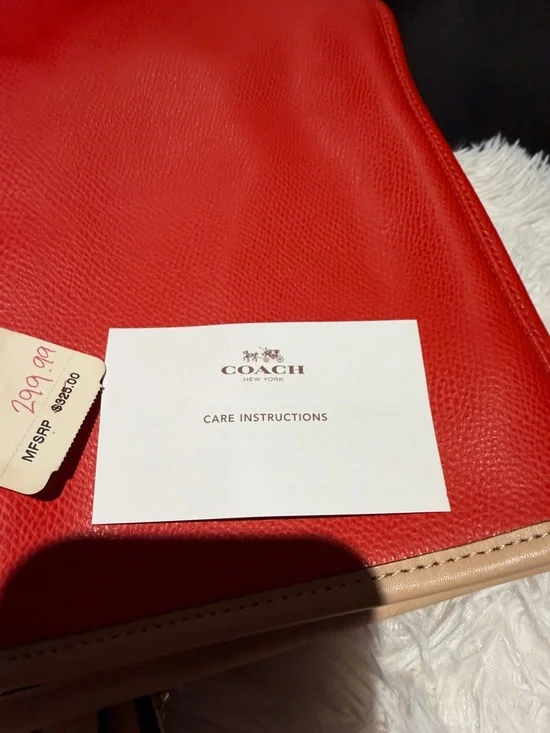 299.99
MFSRP $325.00
COACH
NEW YORK
CARE INSTRUCTIONS